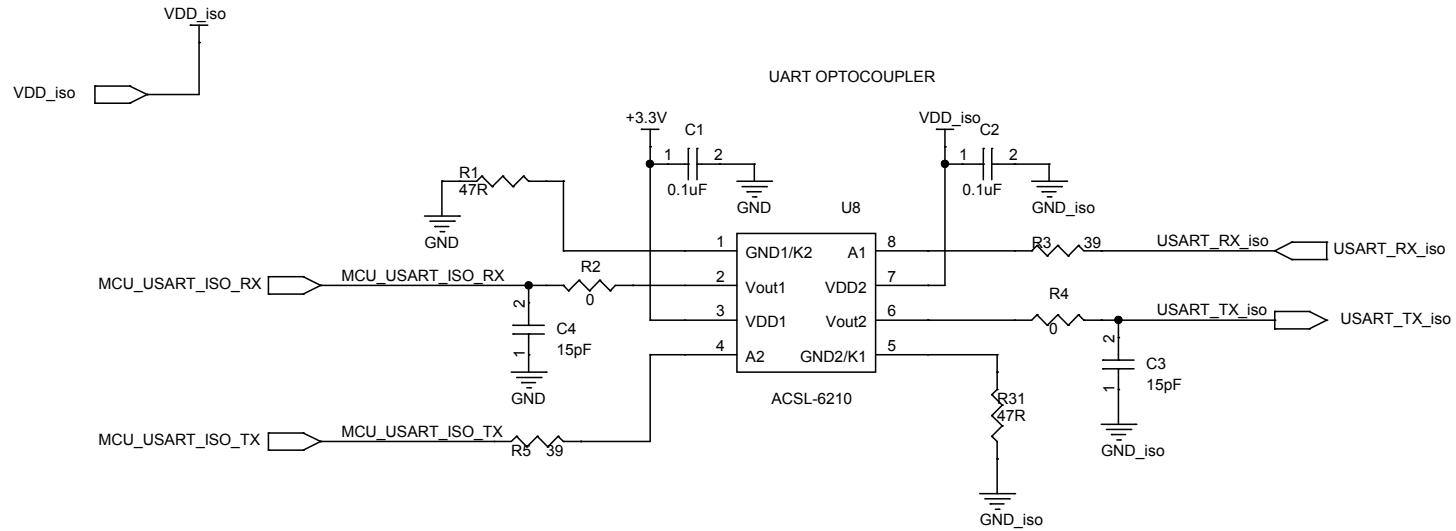 VDD_iso
VDD_iso
UART OPTOCOUPLER
+3.3V
C1
1 2
0.1uF
GND
VDD_iso
C2
1 2
0.1uF
GND_iso
R1
47R
GND
U8
1 GND1/K2 A1 8
2 Vout1 VDD2 7
3 VDD1 Vout2 6
4 A2 GND2/K1 5
ACSL-6210
R3 39
USART_RX_iso
USART_RX_iso
MCU_USART_ISO_RX
MCU_USART_ISO_RX
R2
0
2
C4
1
15pF
GND
R4
0
USART_TX_iso
USART_TX_iso
2
C3
1
15pF
GND_iso
R31
47R
GND_iso
MCU_USART_ISO_TX
MCU_USART_ISO_TX
R5 39